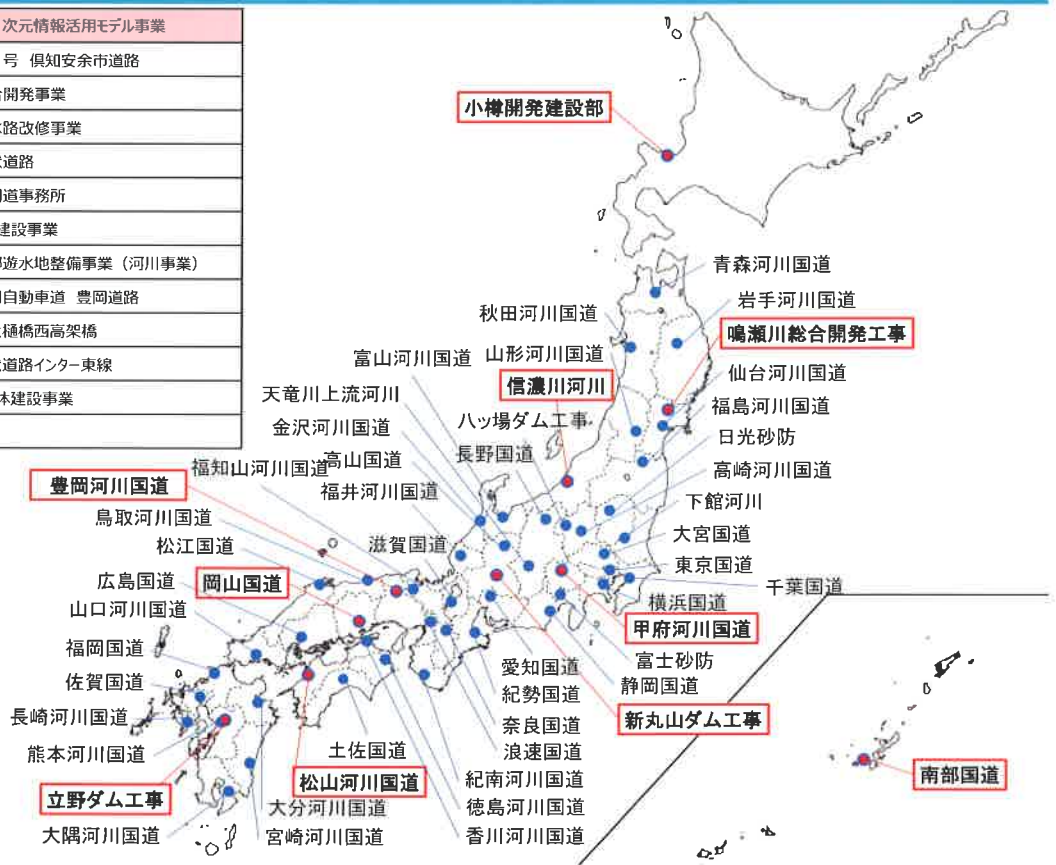 次元情報活用モデル事業
号 倶知安余市道路
開発事業
路改修事業
道路
道事務所
建設事業
遊水地整備事業（河川事業）
自動車道 豊岡道路
樋橋西高架橋
道路インター東線
建設事業
小樽開発建設部
青森河川国道
岩手河川国道
秋田河川国道
鳴瀬川総合開発工事
富山河川国道
山形河川国道
仙台河川国道
天竜川上流河川
信濃川河川
福島河川国道
金沢河川国道
八ッ場ダム工事
日光砂防
福知山河川国道
高山国道
長野国道
高崎河川国道
豊岡河川国道
福井河川国道
下館河川
鳥取河川国道
大宮国道
松江国道
滋賀国道
東京国道
広島国道
岡山国道
千葉国道
山口河川国道
横浜国道
甲府河川国道
福岡国道
富士砂防
佐賀国道
愛知国道
静岡国道
紀勢国道
長崎河川国道
新丸山ダム工事
奈良国道
熊本河川国道
土佐国道
浪速国道
南部国道
松山河川国道
紀南河川国道
立野ダム工事
大分河川国道
徳島河川国道
大隅河川国道
宮崎河川国道
香川河川国道